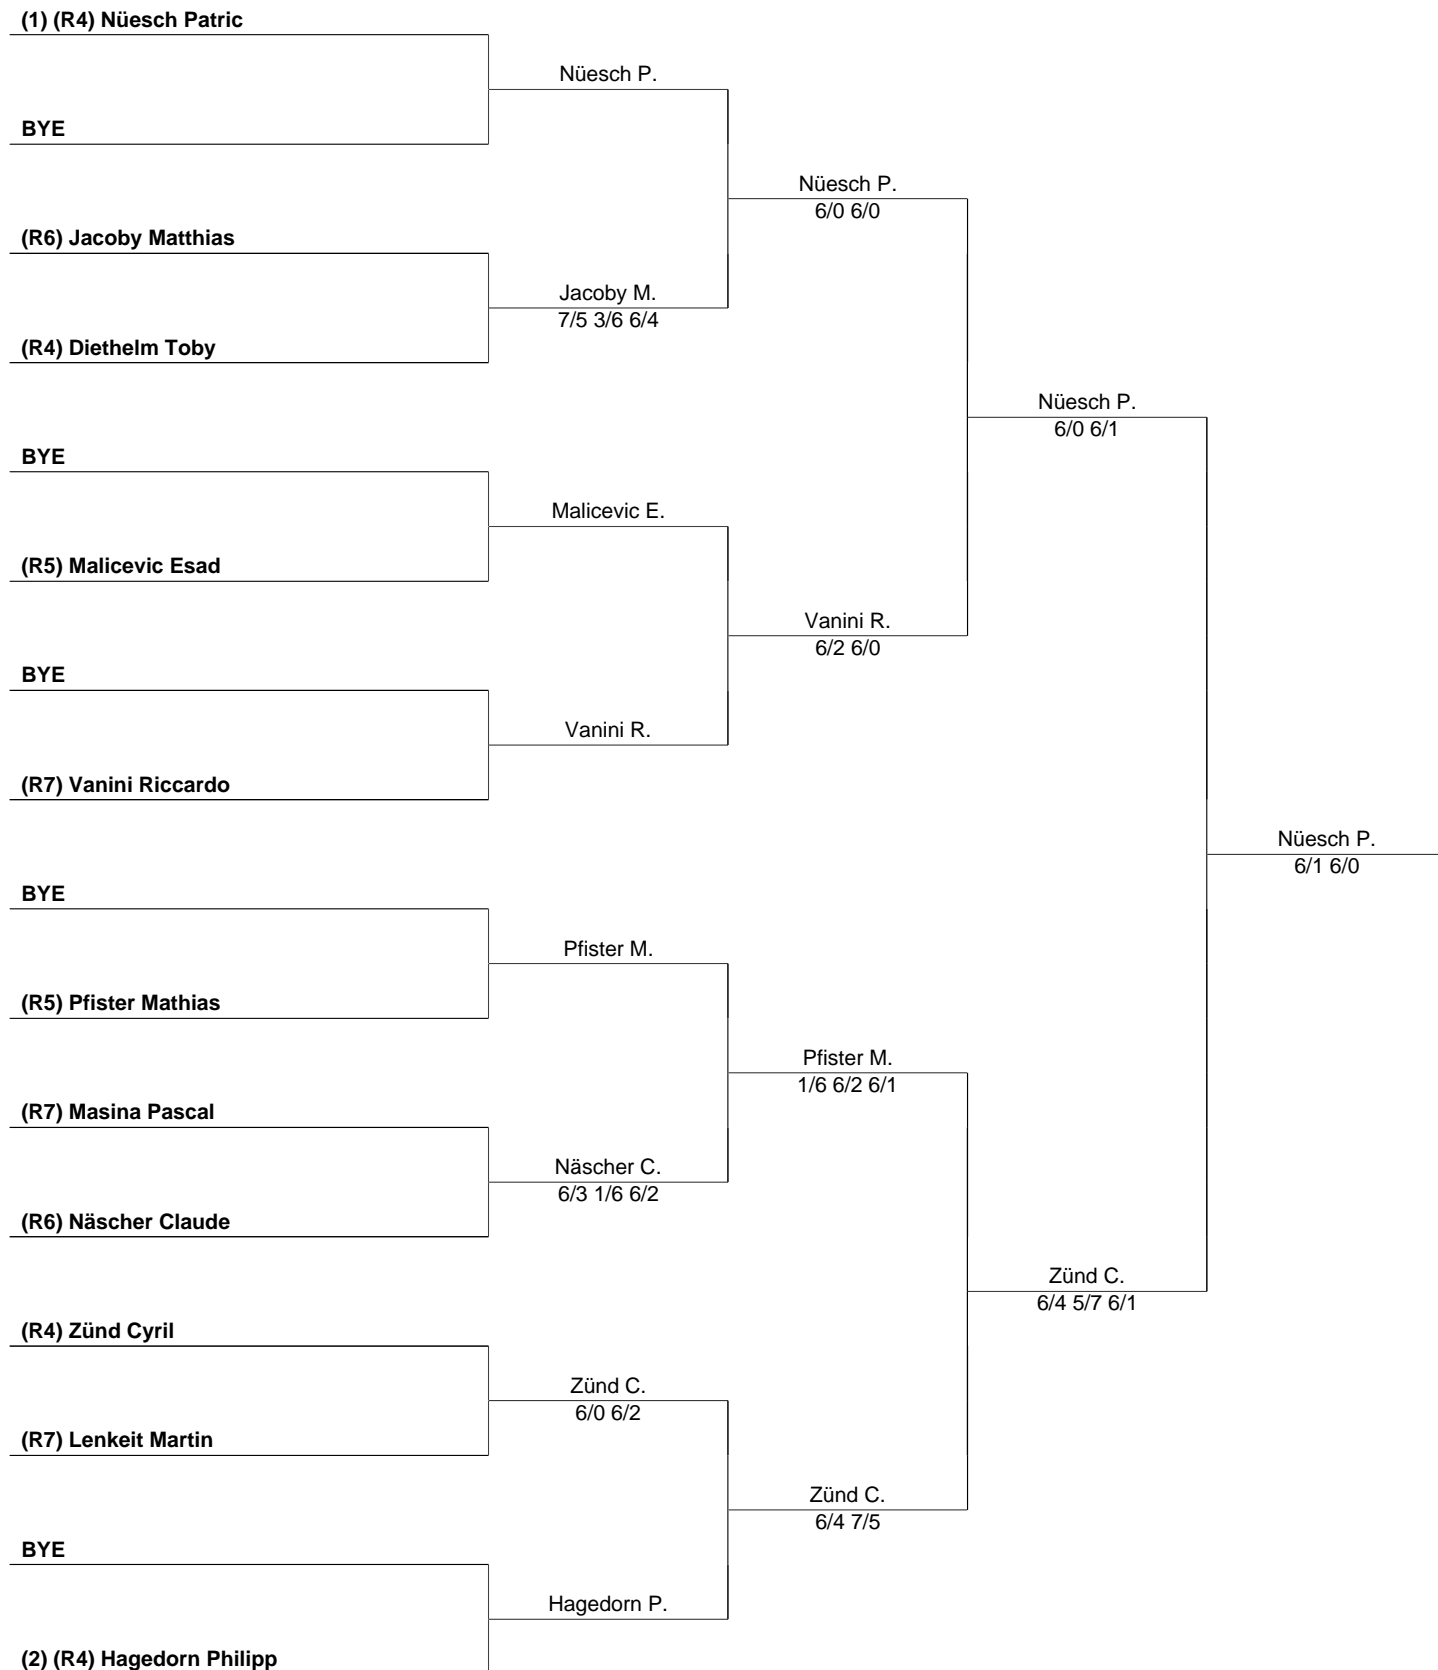 (1) (R4) Nüesch Patric
Nüesch P.
BYE
Nüesch P.
6/0 6/0
(R6) Jacoby Matthias
Jacoby M.
7/5 3/6 6/4
(R4) Diethelm Toby
Nüesch P.
6/0 6/1
BYE
Malicevic E.
(R5) Malicevic Esad
Vanini R.
6/2 6/0
BYE
Vanini R.
(R7) Vanini Riccardo
Nüesch P.
6/1 6/0
BYE
Pfister M.
(R5) Pfister Mathias
Pfister M.
1/6 6/2 6/1
(R7) Masina Pascal
Näscher C.
6/3 1/6 6/2
(R6) Näscher Claude
Zünd C.
6/4 5/7 6/1
(R4) Zünd Cyril
Zünd C.
6/0 6/2
(R7) Lenkeit Martin
Zünd C.
6/4 7/5
BYE
Hagedorn P.
(2) (R4) Hagedorn Philipp